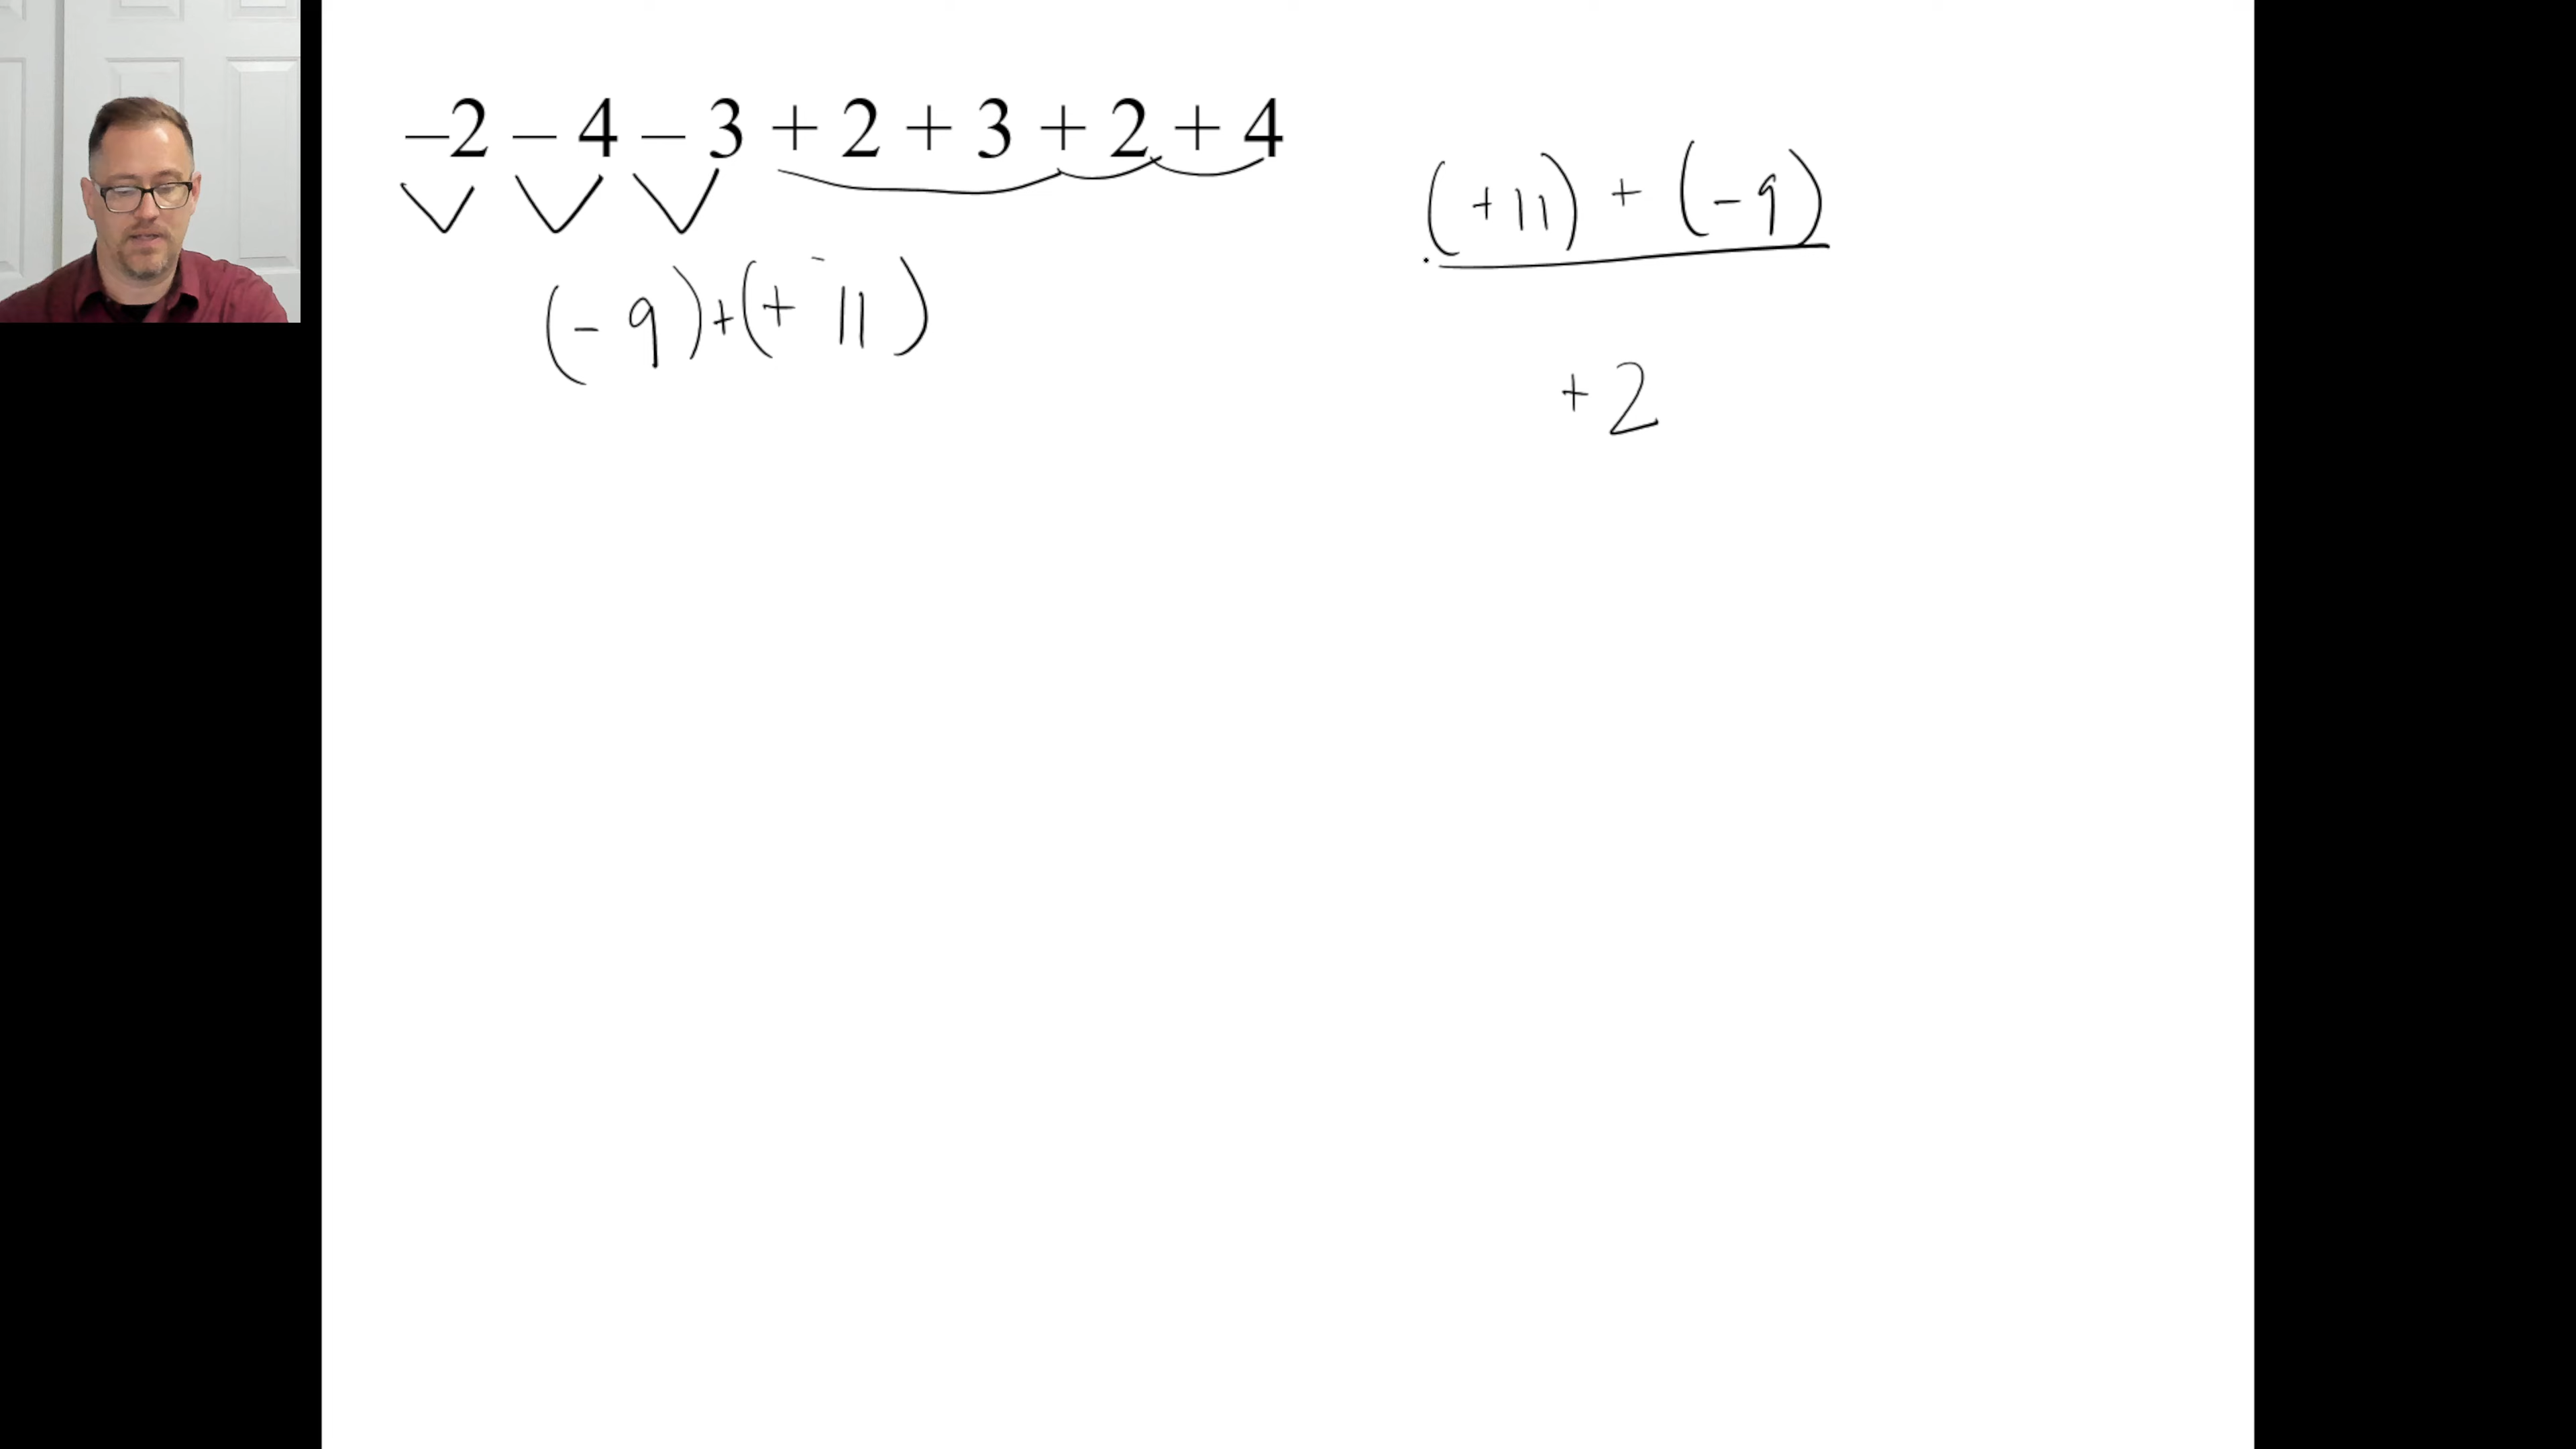 –2 – 4 – 3 + 2 + 3 + 2 + 4
(-9)+(+11)
(+11) + (-9)
+2